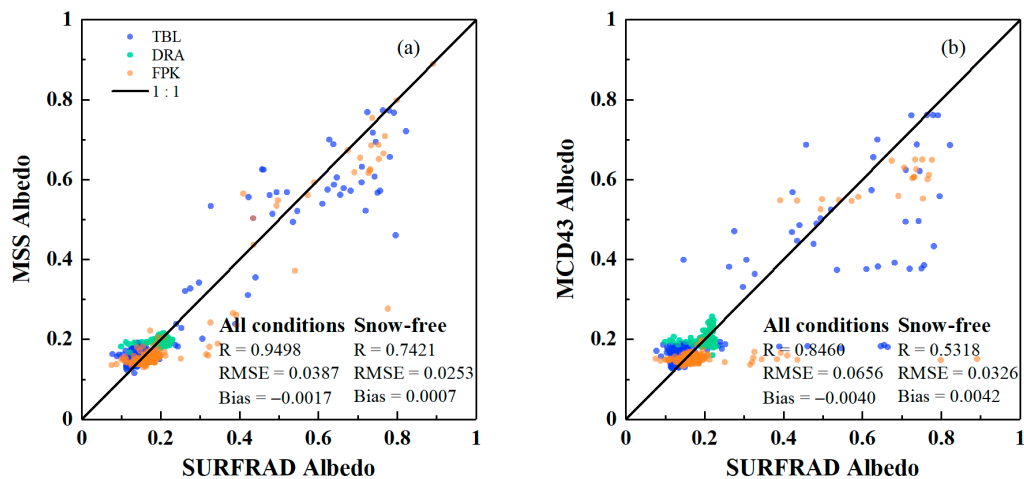 (a)
TBL
DRA
FPK
1 : 1
MSS Albedo
1
0.8
0.6
0.4
0.2
0
All conditions Snow-free
R = 0.9498 R = 0.7421
RMSE = 0.0387 RMSE = 0.0253
Bias = −0.0017 Bias = 0.0007
0 0.2 0.4 0.6 0.8 1
SURFRAD Albedo
(b)
MCD43 Albedo
1
0.8
0.6
0.4
0.2
0
All conditions Snow-free
R = 0.8460 R = 0.5318
RMSE = 0.0656 RMSE = 0.0326
Bias = −0.0040 Bias = 0.0042
0 0.2 0.4 0.6 0.8 1
SURFRAD Albedo